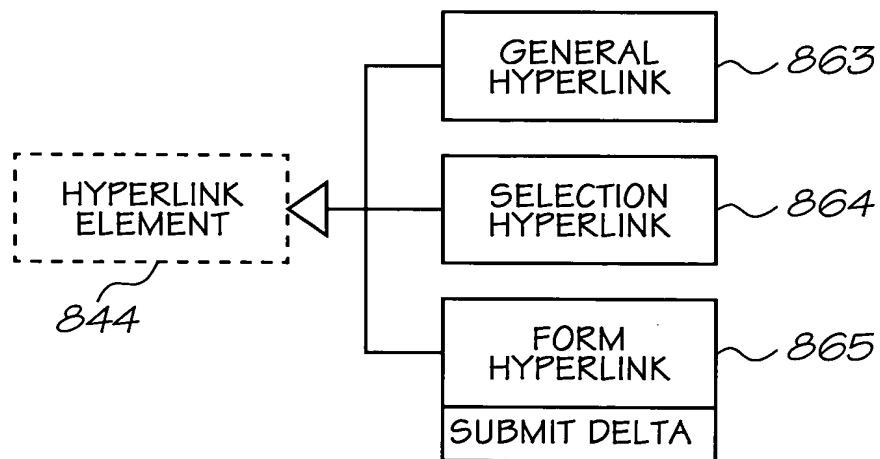 GENERAL
HYPERLINK
863
HYPERLINK
ELEMENT
844
SELECTION
HYPERLINK
864
FORM
HYPERLINK
865
SUBMIT DELTA